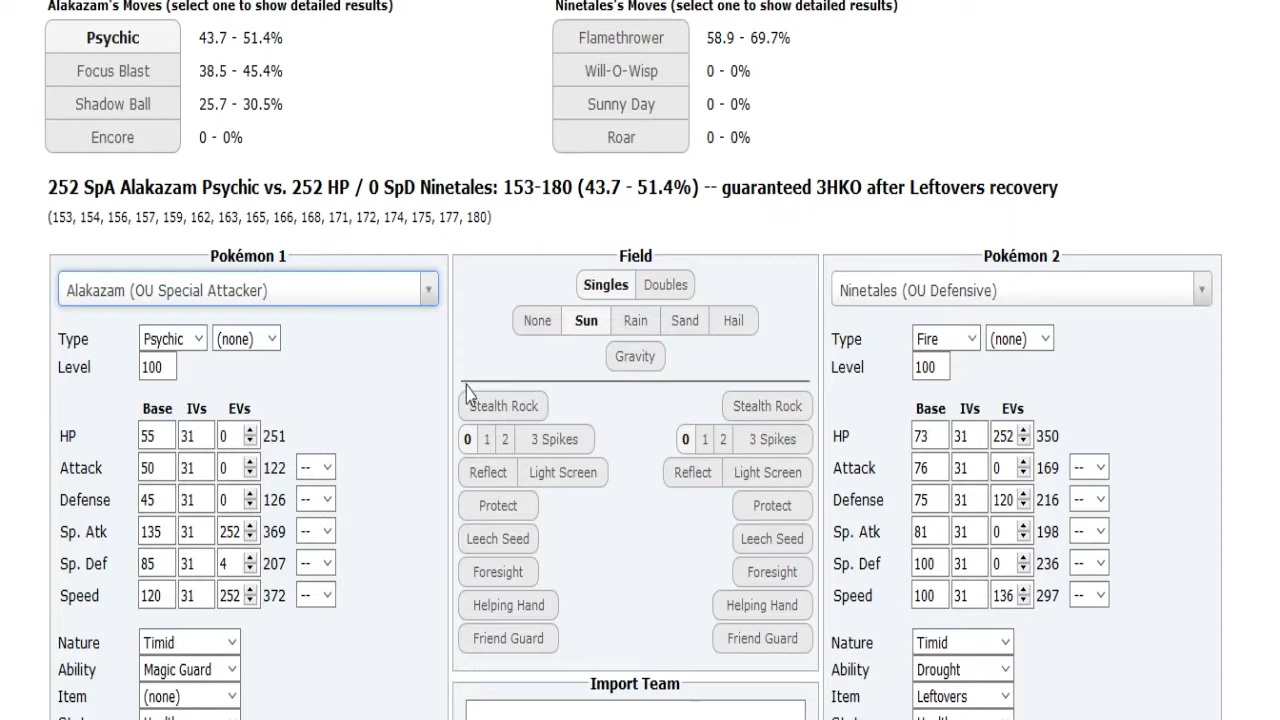 Alakazam's Moves (select one to show detailed results) Ninetales's Moves (select one to show detailed results)
Psychic 43.7 - 51.4% Flamethrower 58.9 - 69.7%
Focus Blast 38.5 - 45.4% Will-O-Wisp 0 - 0%
Shadow Ball 25.7 - 30.5% Sunny Day 0 - 0%
Encore 0 - 0% Roar 0 - 0%
252 SpA Alakazam Psychic vs. 252 HP / 0 SpD Ninetales: 153-180 (43.7 - 51.4%) -- guaranteed 3HKO after Leftovers recovery
(153, 154, 156, 157, 159, 162, 163, 165, 166, 168, 171, 172, 174, 175, 177, 180)
Pokémon 1 Field Pokémon 2
Singles Doubles
Alakazam (OU Special Attacker) Ninetales (OU Defensive)
None Sun Rain Sand Hail
Type Psychic (none) Type Fire (none)
Gravity
Level 100 Level 100
Stealth Rock Stealth Rock
Base IVs EVs Base IVs EVs
HP 55 31 0 251 0 1 2 3 Spikes 0 1 2 3 Spikes HP 73 31 252 350
Attack 50 31 0 122 -- Reflect Light Screen Reflect Light Screen Attack 76 31 0 169 --
Defense 45 31 0 126 -- Protect Protect Defense 75 31 120 216 --
Sp. Atk 135 31 252 369 -- Leech Seed Leech Seed Sp. Atk 81 31 0 198 --
Sp. Def 85 31 4 207 -- Foresight Foresight Sp. Def 100 31 0 236 --
Speed 120 31 252 372 -- Helping Hand Helping Hand Speed 100 31 136 297 --
Friend Guard Friend Guard
Nature Timid Nature Timid
Ability Magic Guard Ability Drought
Import Team
Item (none) Item Leftovers